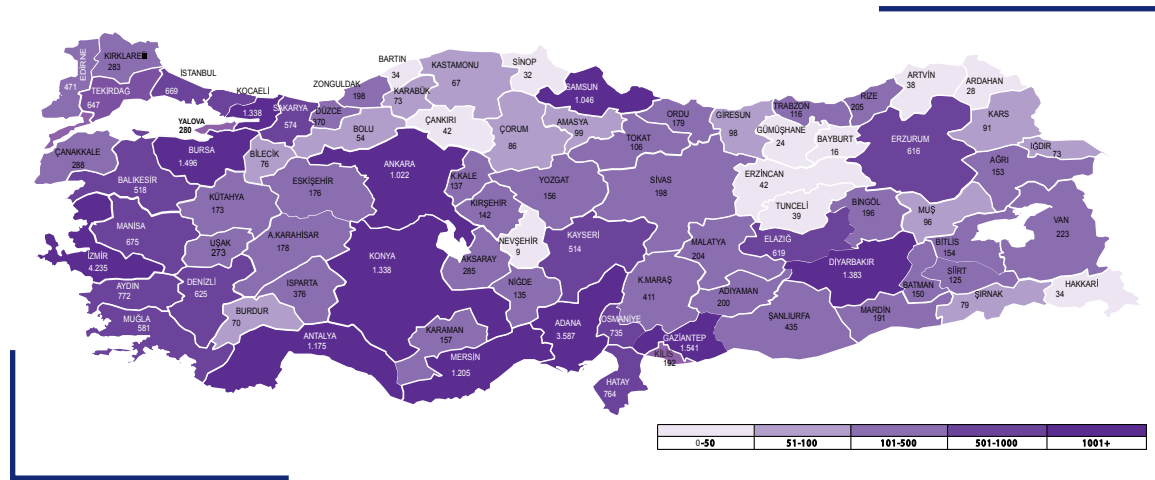 KIRKLARE
283
EDİRNE
471
TEKİRDAĞ
647
İSTANBUL
669
KOCAELİ
1.338
SAKARYA
574
YALOVA
280
DÜZCE
370
ZONGULDAK
198
BARTIN
34
KARABÜK
73
KASTAMONU
67
SİNOP
32
SAMSUN
1.046
ÇANKIRI
42
BOLU
54
ÇORUM
86
AMASYA
99
TOKAT
106
ORDU
179
GİRESUN
98
TRABZON
116
GÜMÜŞHANE
24
BAYBURT
16
RİZE
205
ARTVİN
38
ARDAHAN
28
KARS
91
IĞDIR
73
AĞRI
153
ERZURUM
616
ERZİNCAN
42
TUNCELİ
39
BİNGÖL
196
MUŞ
96
BİTLİS
154
VAN
223
HAKKARİ
34
ŞIRNAK
79
SİİRT
125
BATMAN
150
MARDİN
191
DİYARBAKIR
1.383
ELAZIĞ
619
MALATYA
204
ADIYAMAN
200
ŞANLIURFA
435
GAZİANTEP
1.541
KİLİS
192
K.MARAŞ
411
OSMANİYE
735
HATAY
764
ADANA
3.587
MERSİN
1.205
KARAMAN
157
NİĞDE
135
NEVŞEHİR
9
AKSARAY
285
KAYSERİ
514
SİVAS
198
YOZGAT
156
KIRŞEHİR
142
K.KALE
137
ANKARA
1.022
KONYA
1.338
ESKİŞEHİR
176
BİLECİK
76
BURSA
1.496
ÇANAKKALE
288
BALIKESİR
518
KÜTAHYA
173
A.KARAHİSAR
178
UŞAK
273
MANİSA
675
İZMİR
4.235
AYDIN
772
DENİZLİ
625
MUĞLA
581
BURDUR
70
ISPARTA
376
ANTALYA
1.175
0-50 51-100 101-500 501-1000 1001+